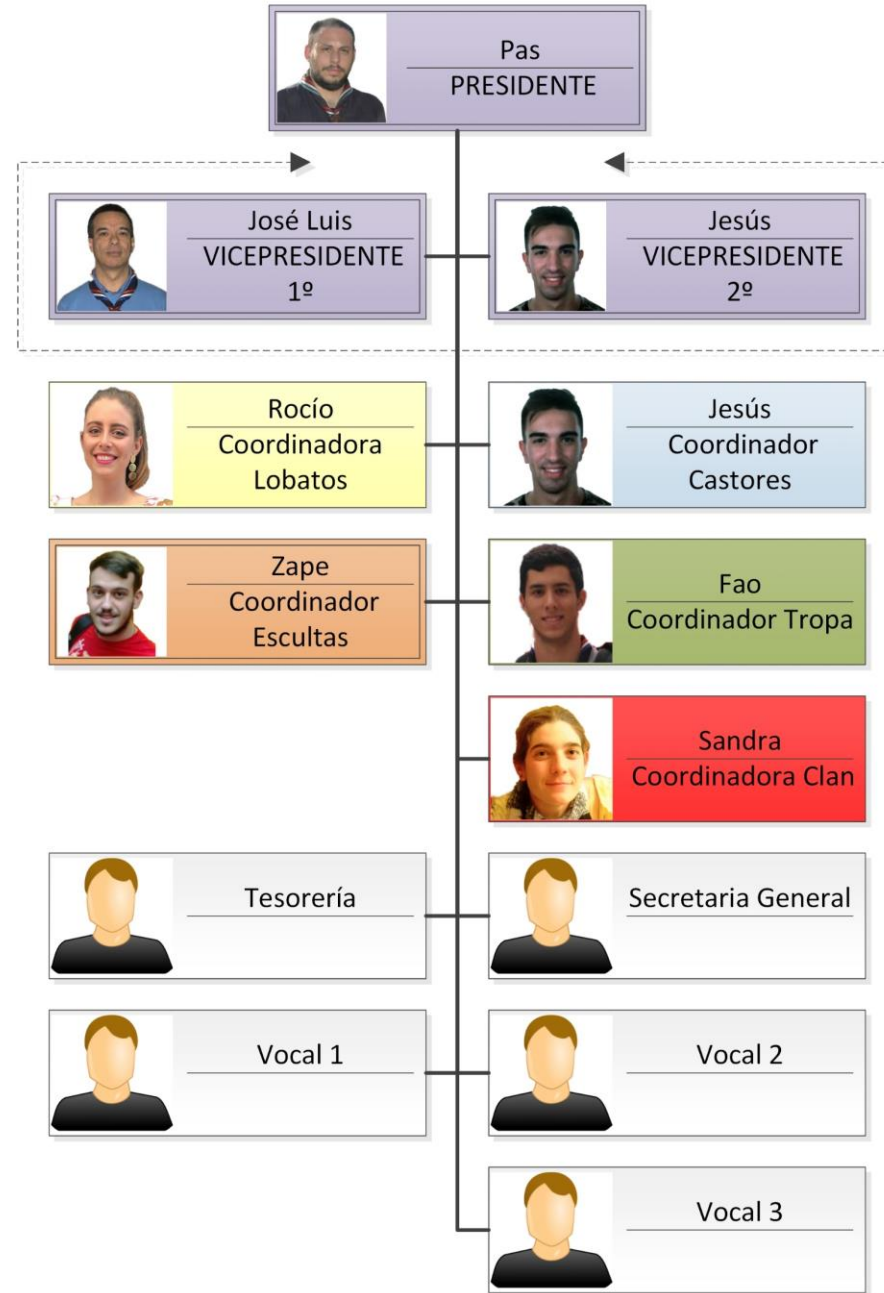 Pas
PRESIDENTE
José Luis
VICEPRESIDENTE
1º
Jesús
VICEPRESIDENTE
2º
Rocío
Coordinadora
Lobatos
Jesús
Coordinador
Castores
Zape
Coordinador
Escultas
Fao
Coordinador Tropa
Sandra
Coordinadora Clan
Tesorería
Secretaria General
Vocal 1
Vocal 2
Vocal 3